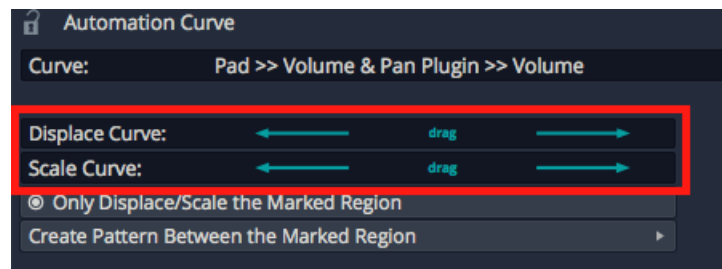 Automation Curve
Curve: Pad >> Volume & Pan Plugin >> Volume
Displace Curve: drag
Scale Curve: drag
Only Displace/Scale the Marked Region
Create Pattern Between the Marked Region